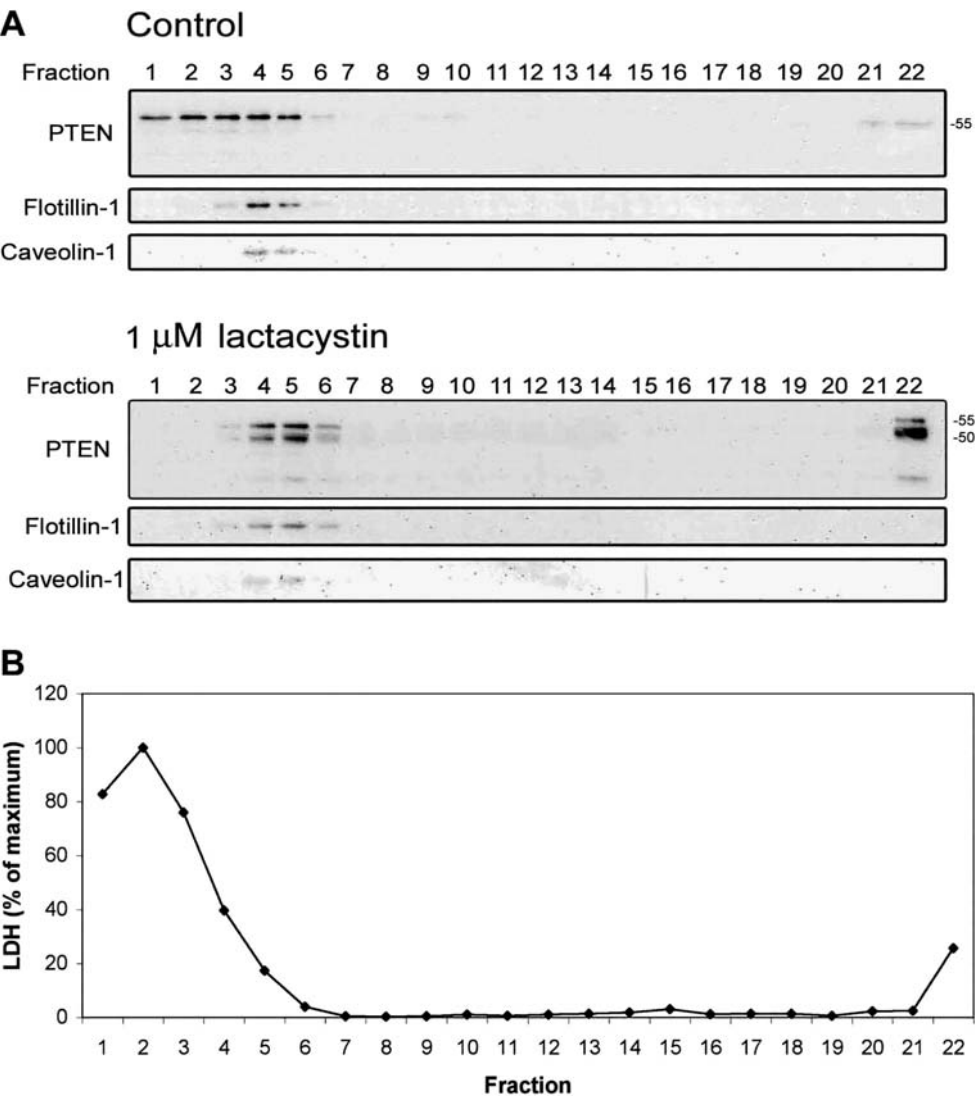 A Control
Fraction 1 2 3 4 5 6 7 8 9 10 11 12 13 14 15 16 17 18 19 20 21 22
PTEN -55
Flotillin-1
Caveolin-1
1 μM lactacystin
Fraction 1 2 3 4 5 6 7 8 9 10 11 12 13 14 15 16 17 18 19 20 21 22
-55
PTEN -50
Flotillin-1
Caveolin-1
B
120
100
80
60
40
20
0
LDH (% of maximum)
1 2 3 4 5 6 7 8 9 10 11 12 13 14 15 16 17 18 19 20 21 22
Fraction